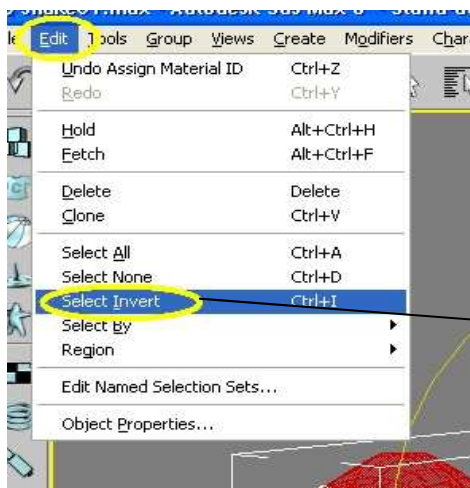 Edit Tools Group Views Create Modifiers
Undo Assign Material ID Ctrl+Z
Redo Ctrl+Y
Hold Alt+Ctrl+H
Fetch Alt+Ctrl+F
Delete Delete
Clone Ctrl+V
Select All Ctrl+A
Select None Ctrl+D
Select Invert Ctrl+I
Select By
Region
Edit Named Selection Sets...
Object Properties...